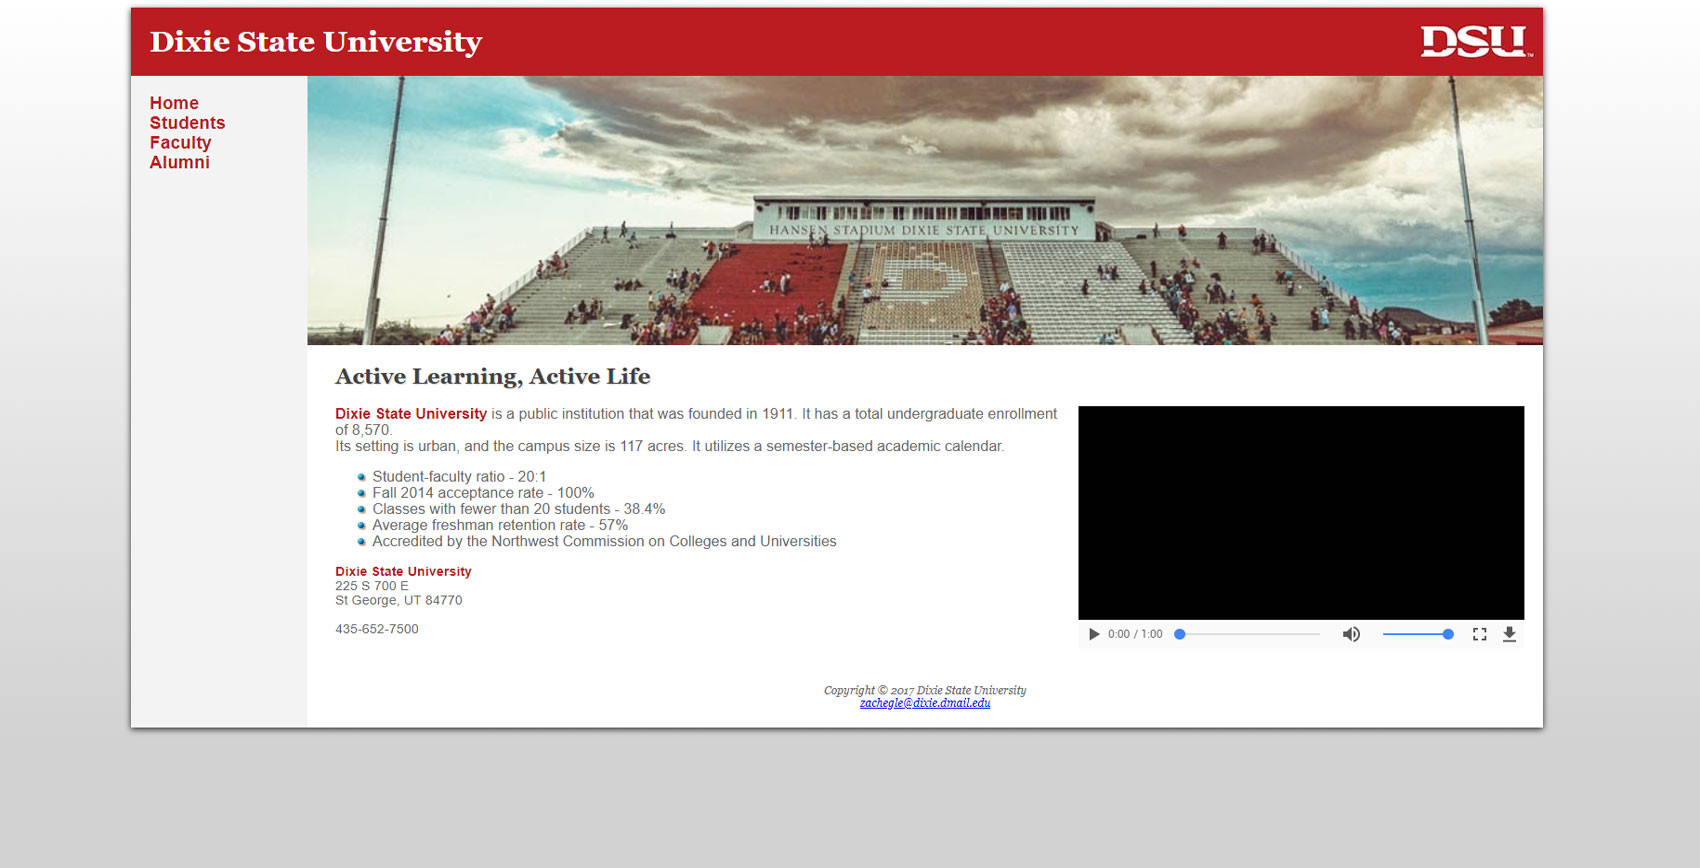 Dixie State University
DSU™
Home
Students
Faculty
Alumni
HANSEN STADIUM DIXIE STATE UNIVERSITY
D
Active Learning, Active Life
Dixie State University is a public institution that was founded in 1911. It has a total undergraduate enrollment
of 8,570.
Its setting is urban, and the campus size is 117 acres. It utilizes a semester-based academic calendar.
Student-faculty ratio - 20:1
Fall 2014 acceptance rate - 100%
Classes with fewer than 20 students - 38.4%
Average freshman retention rate - 57%
Accredited by the Northwest Commission on Colleges and Universities
Dixie State University
225 S 700 E
St George, UT 84770
435-652-7500
0:00 / 1:00
Copyright © 2017 Dixie State University
zachegle@dixie.dmail.edu